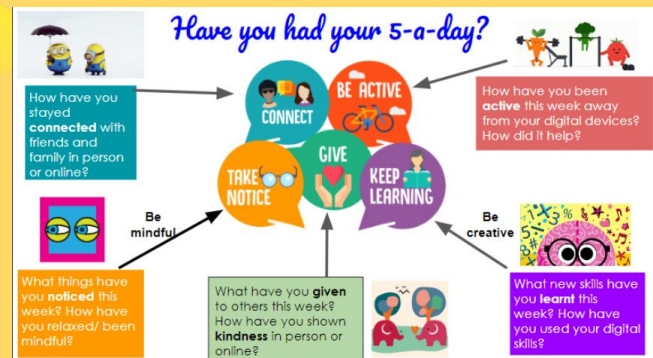 Have you had your 5-a-day?
How have you
stayed
connected with
friends and
family in person
or online?
CONNECT
BE ACTIVE
How have you been
active this week away
from your digital devices?
How did it help?
TAKE
NOTICE
GIVE
KEEP
LEARNING
Be
mindful
Be
creative
What things have
you noticed this
week? How have
you relaxed/ been
mindful?
What have you given
to others this week?
How have you shown
kindness in person or
online?
What new skills have
you learnt this
week? How have
you used your digital
skills?